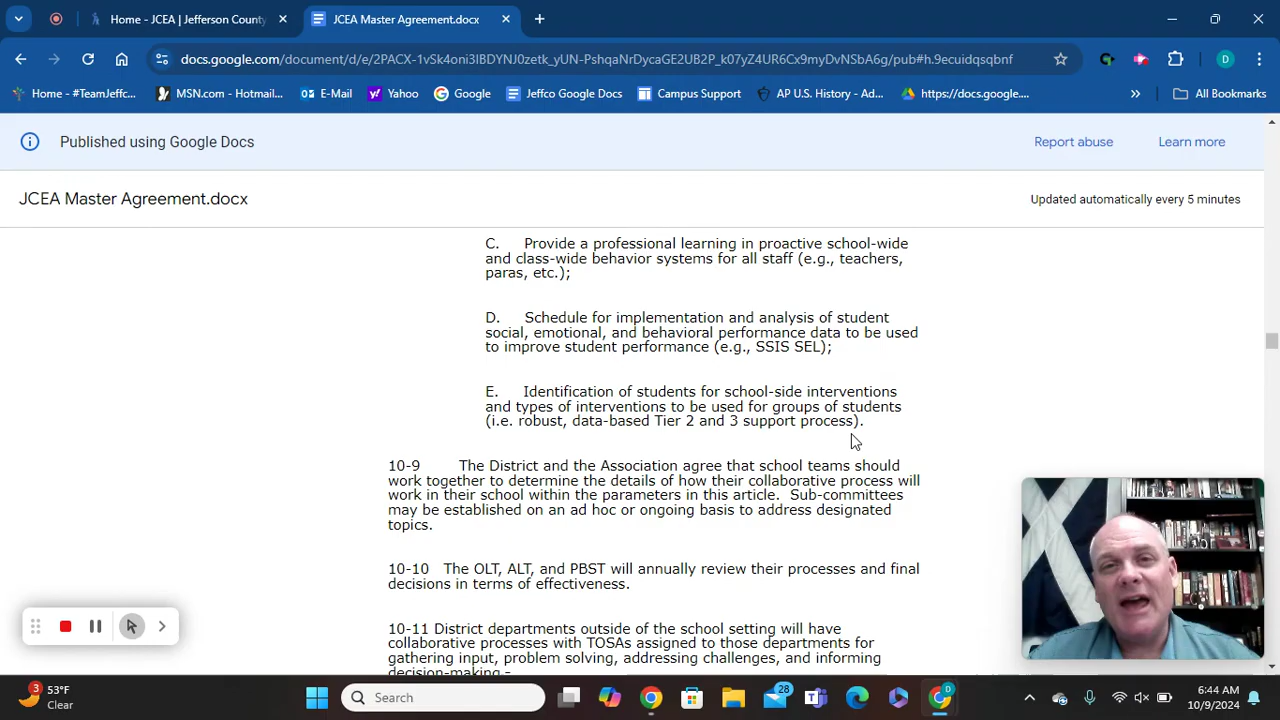 Home - JCEA | Jefferson County
JCEA Master Agreement.docx
docs.google.com/document/d/e/2PACX-1vSk4oni3IBDYNJ0zetk_yUN-PshqaNrDycaGE2UB2P_k07yZ4UR6Cx9myDvNSbA6g/pub#h.9ecuidqsqbnf
D
Home - #TeamJeffc...
MSN.com - Hotmail...
E-Mail
Yahoo
Google
Jeffco Google Docs
Campus Support
AP U.S. History - Ad...
https://docs.google....
All Bookmarks
Published using Google Docs
Report abuse
Learn more
JCEA Master Agreement.docx
Updated automatically every 5 minutes
C. Provide a professional learning in proactive school-wide
and class-wide behavior systems for all staff (e.g., teachers,
paras, etc.);
D. Schedule for implementation and analysis of student
social, emotional, and behavioral performance data to be used
to improve student performance (e.g., SSIS SEL);
E. Identification of students for school-side interventions
and types of interventions to be used for groups of students
(i.e. robust, data-based Tier 2 and 3 support process).
10-9 The District and the Association agree that school teams should
work together to determine the details of how their collaborative process will
work in their school within the parameters in this article. Sub-committees
may be established on an ad hoc or ongoing basis to address designated
topics.
10-10 The OLT, ALT, and PBST will annually review their processes and final
decisions in terms of effectiveness.
10-11 District departments outside of the school setting will have
collaborative processes with TOSAs assigned to those departments for
gathering input, problem solving, addressing challenges, and informing
decision-making
3
53°F
Clear
Search
28
D
6:44 AM
10/9/2024